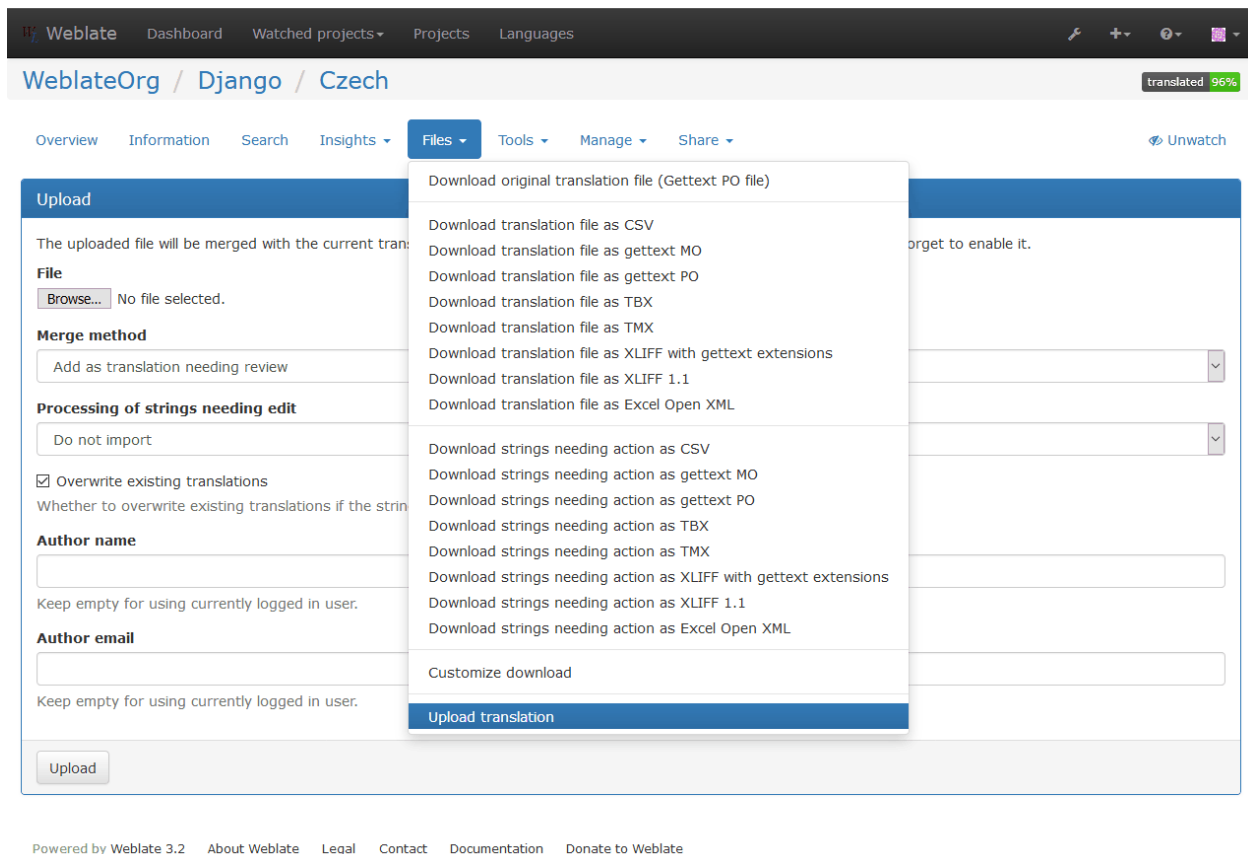 Weblate Dashboard Watched projects Projects Languages
WeblateOrg / Django / Czech
translated 96%
Overview Information Search Insights Files Tools Manage Share Unwatch
Upload
The uploaded file will be merged with the current
orget to enable it.
File
Browse... No file selected.
Merge method
Add as translation needing review
Processing of strings needing edit
Do not import
Overwrite existing translations
Whether to overwrite existing translations if the
Author name
Keep empty for using currently logged in user.
Author email
Keep empty for using currently logged in user.
Upload
Download original translation file (Gettext PO file)
Download translation file as CSV
Download translation file as gettext MO
Download translation file as gettext PO
Download translation file as TBX
Download translation file as TMX
Download translation file as XLIFF with gettext extensions
Download translation file as XLIFF 1.1
Download translation file as Excel Open XML
Download strings needing action as CSV
Download strings needing action as gettext MO
Download strings needing action as gettext PO
Download strings needing action as TBX
Download strings needing action as TMX
Download strings needing action as XLIFF with gettext extensions
Download strings needing action as XLIFF 1.1
Download strings needing action as Excel Open XML
Customize download
Upload translation
Powered by Weblate 3.2 About Weblate Legal Contact Documentation Donate to Weblate